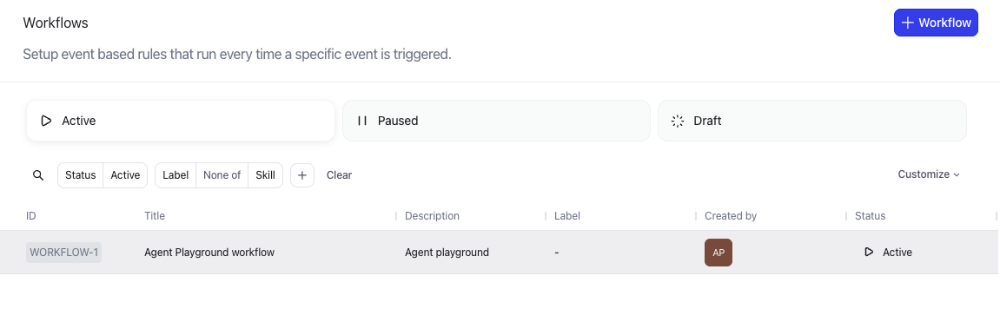 Workflows
Workflow
Setup event based rules that run every time a specific event is triggered.
Active
Paused
Draft
Status Active Label None of Skill Clear Customize
ID Title Description Label Created by Status
WORKFLOW-1 Agent Playground workflow Agent playground - AP Active